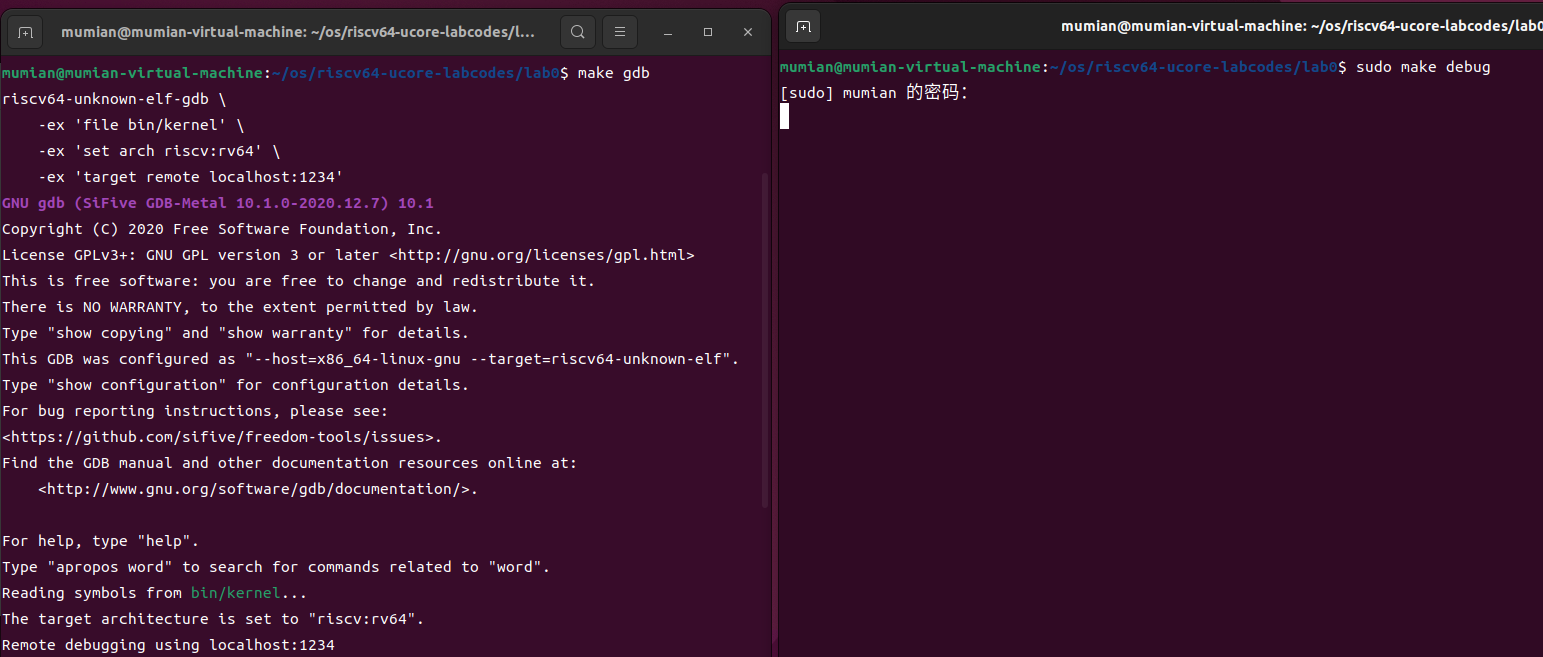 mumian@mumian-virtual-machine: ~/os/riscv64-ucore-labcodes/l...
mumian@mumian-virtual-machine:~/os/riscv64-ucore-labcodes/lab0$ make gdb
riscv64-unknown-elf-gdb \
    -ex 'file bin/kernel' \
    -ex 'set arch riscv:rv64' \
    -ex 'target remote localhost:1234'
GNU gdb (SiFive GDB-Metal 10.1.0-2020.12.7) 10.1
Copyright (C) 2020 Free Software Foundation, Inc.
License GPLv3+: GNU GPL version 3 or later <http://gnu.org/licenses/gpl.html>
This is free software: you are free to change and redistribute it.
There is NO WARRANTY, to the extent permitted by law.
Type "show copying" and "show warranty" for details.
This GDB was configured as "--host=x86_64-linux-gnu --target=riscv64-unknown-elf".
Type "show configuration" for configuration details.
For bug reporting instructions, please see:
<https://github.com/sifive/freedom-tools/issues>.
Find the GDB manual and other documentation resources online at:
    <http://www.gnu.org/software/gdb/documentation/>.
For help, type "help".
Type "apropos word" to search for commands related to "word".
Reading symbols from bin/kernel...
The target architecture is set to "riscv:rv64".
Remote debugging using localhost:1234
mumian@mumian-virtual-machine: ~/os/riscv64-ucore-labcodes/lab0
mumian@mumian-virtual-machine:~/os/riscv64-ucore-labcodes/lab0$ sudo make debug
[sudo] mumian 的密码：